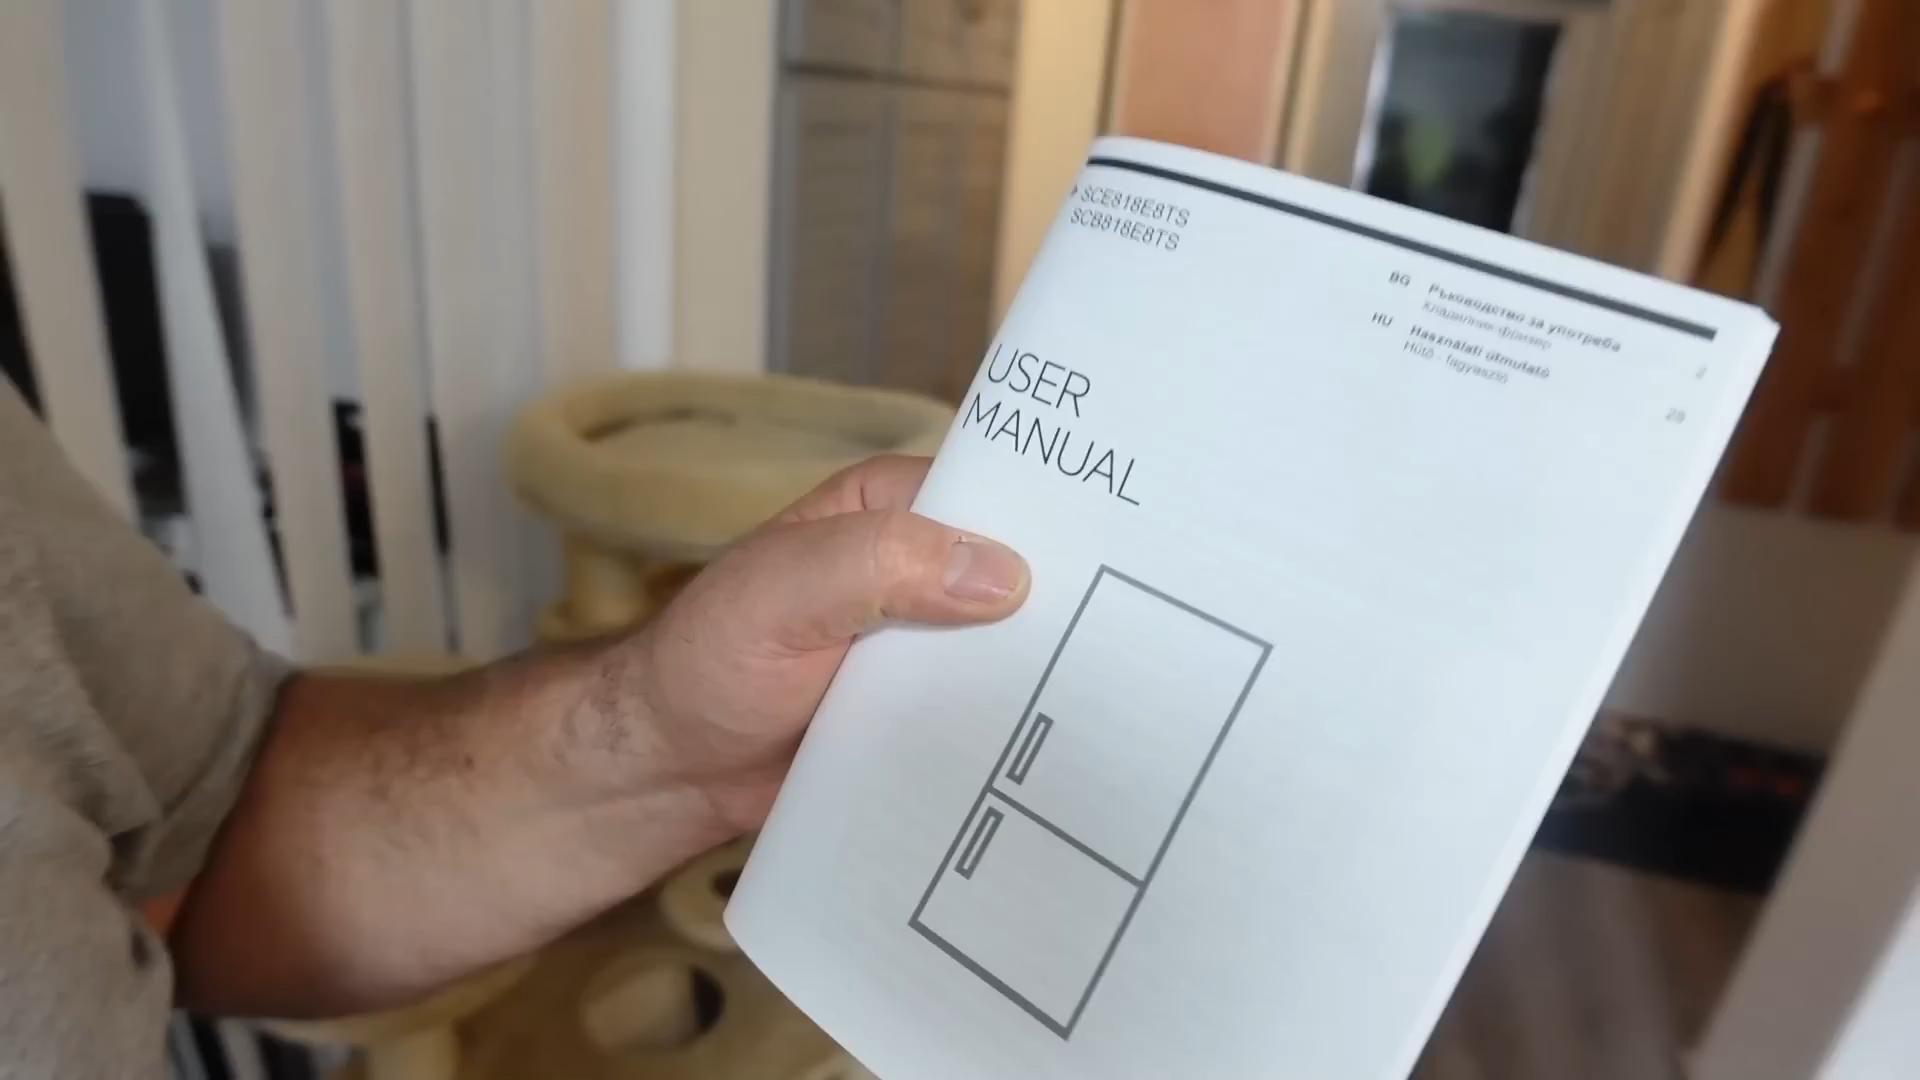 SCE818E8TS
SCB818E8TS
BG Ръководство за употреба 2
Хладилник-фризер
HU Használati útmutató 28
Hűtő - fagyasztó
USER
MANUAL